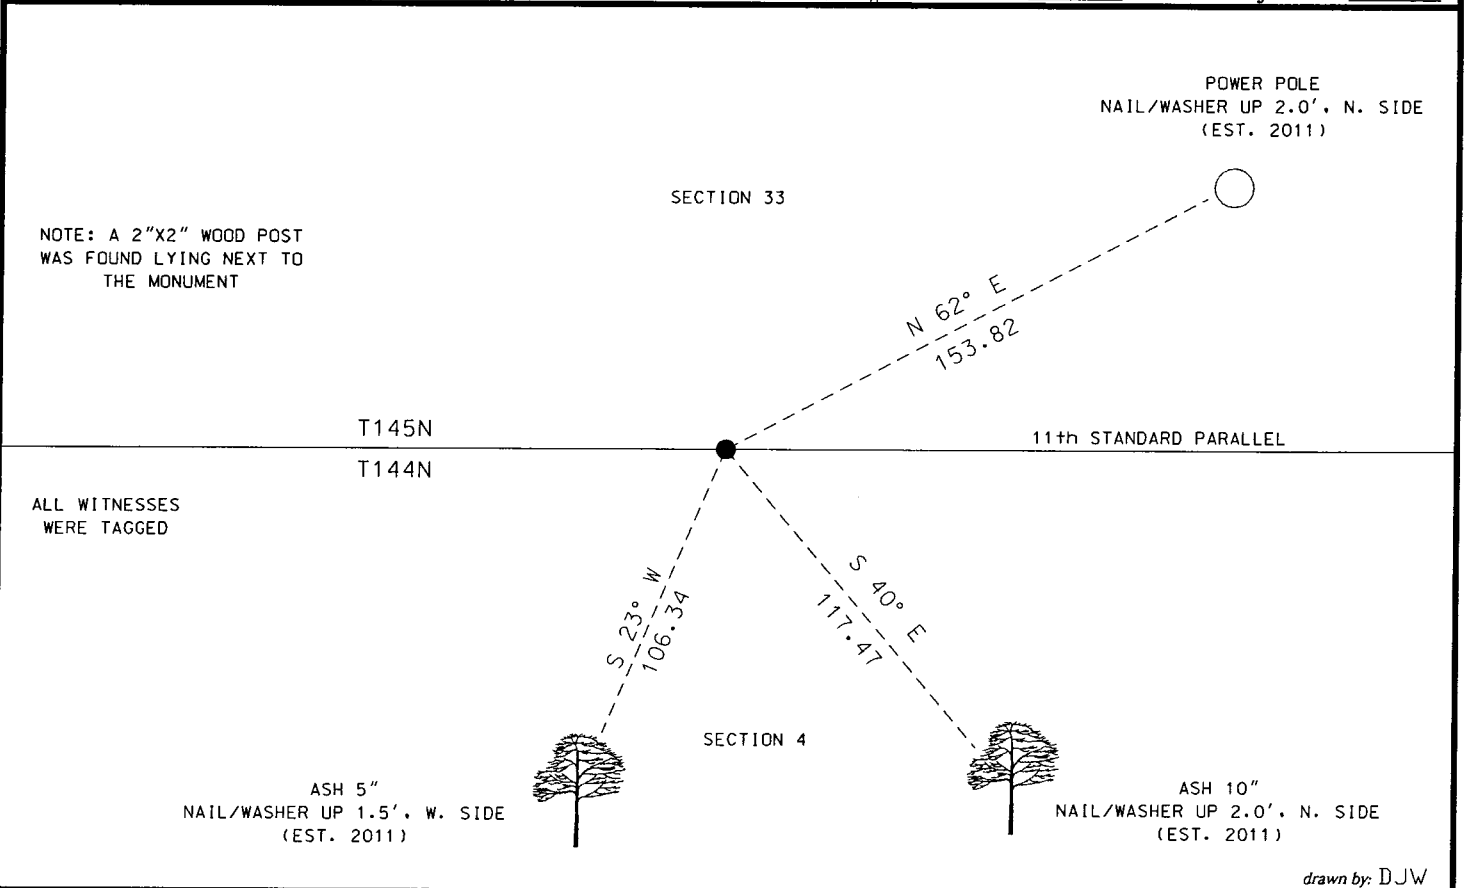 POWER POLE
NAIL/WASHER UP 2.0'. N. SIDE
(EST. 2011)
SECTION 33
NOTE: A 2"X2" WOOD POST
WAS FOUND LYING NEXT TO
THE MONUMENT
N 62° E
153.82
T145N
11th STANDARD PARALLEL
T144N
ALL WITNESSES
WERE TAGGED
S 23° W
106.34
S 40° E
117.47
SECTION 4
ASH 5"
NAIL/WASHER UP 1.5'. W. SIDE
(EST. 2011)
ASH 10"
NAIL/WASHER UP 2.0'. N. SIDE
(EST. 2011)
drawn by: DJW